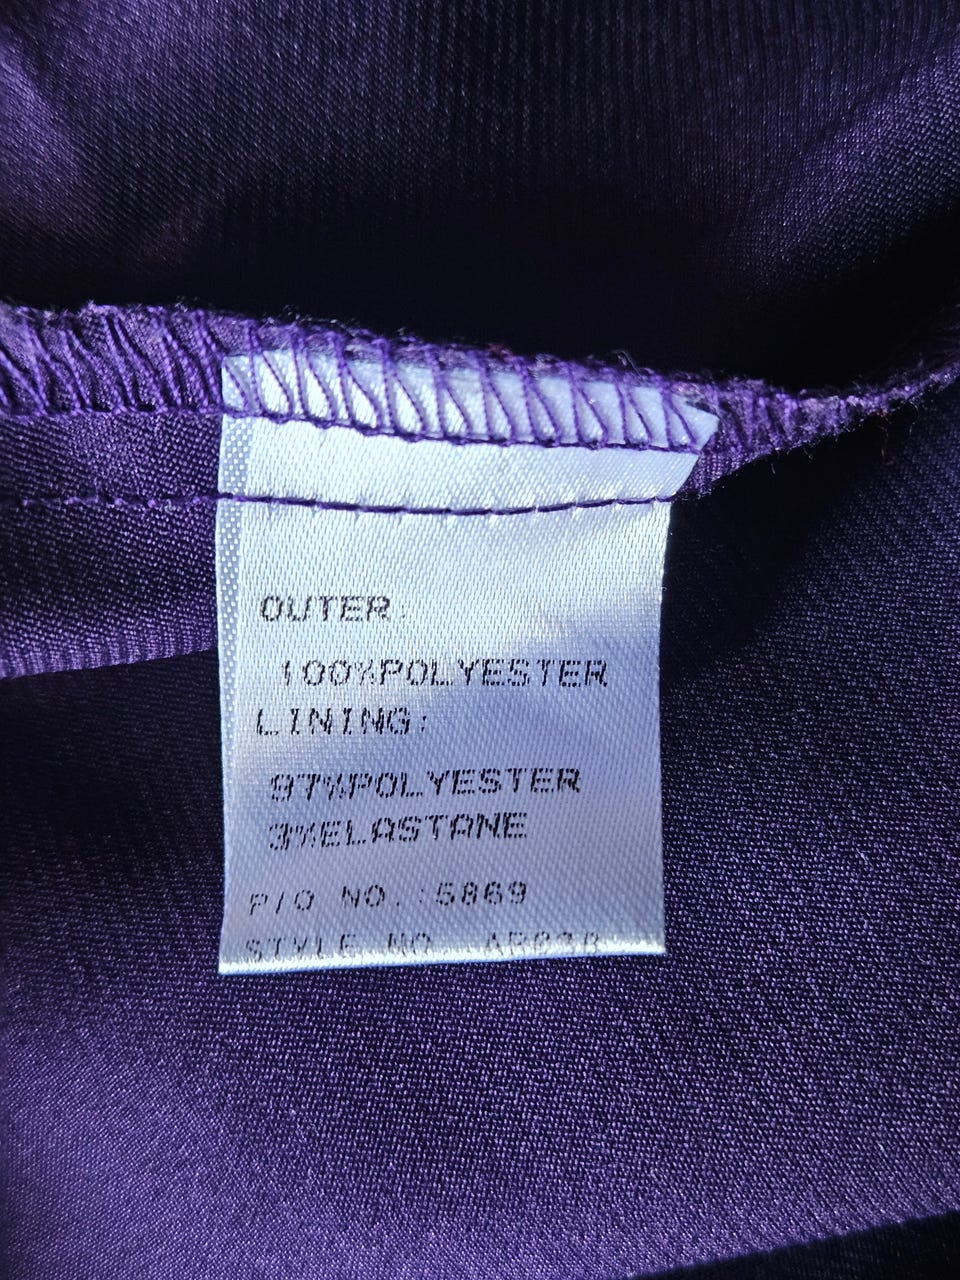 OUTER:
100%POLYESTER
LINING:
97%POLYESTER
3%ELASTANE
P/O NO.:5869
STYLE NO